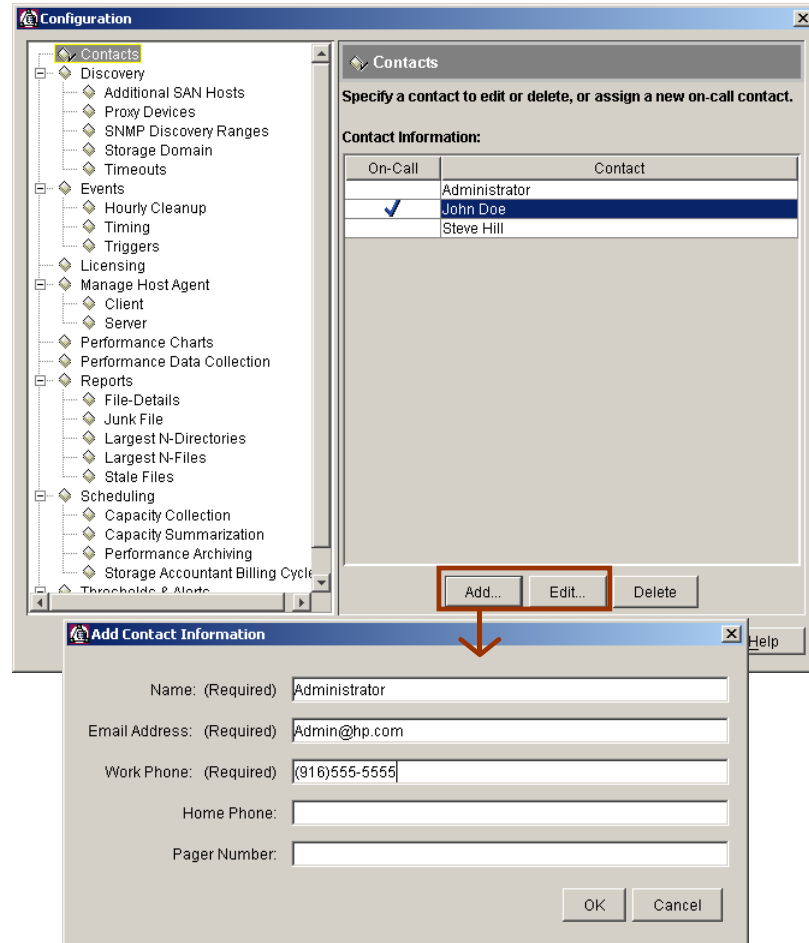 Configuration
Contacts
Discovery
Additional SAN Hosts
Proxy Devices
SNMP Discovery Ranges
Storage Domain
Timeouts
Events
Hourly Cleanup
Timing
Triggers
Licensing
Manage Host Agent
Client
Server
Performance Charts
Performance Data Collection
Reports
File-Details
Junk File
Largest N-Directories
Largest N-Files
Stale Files
Scheduling
Capacity Collection
Capacity Summarization
Performance Archiving
Storage Accountant Billing Cycle
Thresholds & Alerts
Contacts
Specify a contact to edit or delete, or assign a new on-call contact.
Contact Information:
On-Call Contact
Administrator
John Doe
Steve Hill
Add... Edit... Delete
Help
Add Contact Information
Name: (Required) Administrator
Email Address: (Required) Admin@hp.com
Work Phone: (Required) (916)555-5555
Home Phone:
Pager Number:
OK Cancel